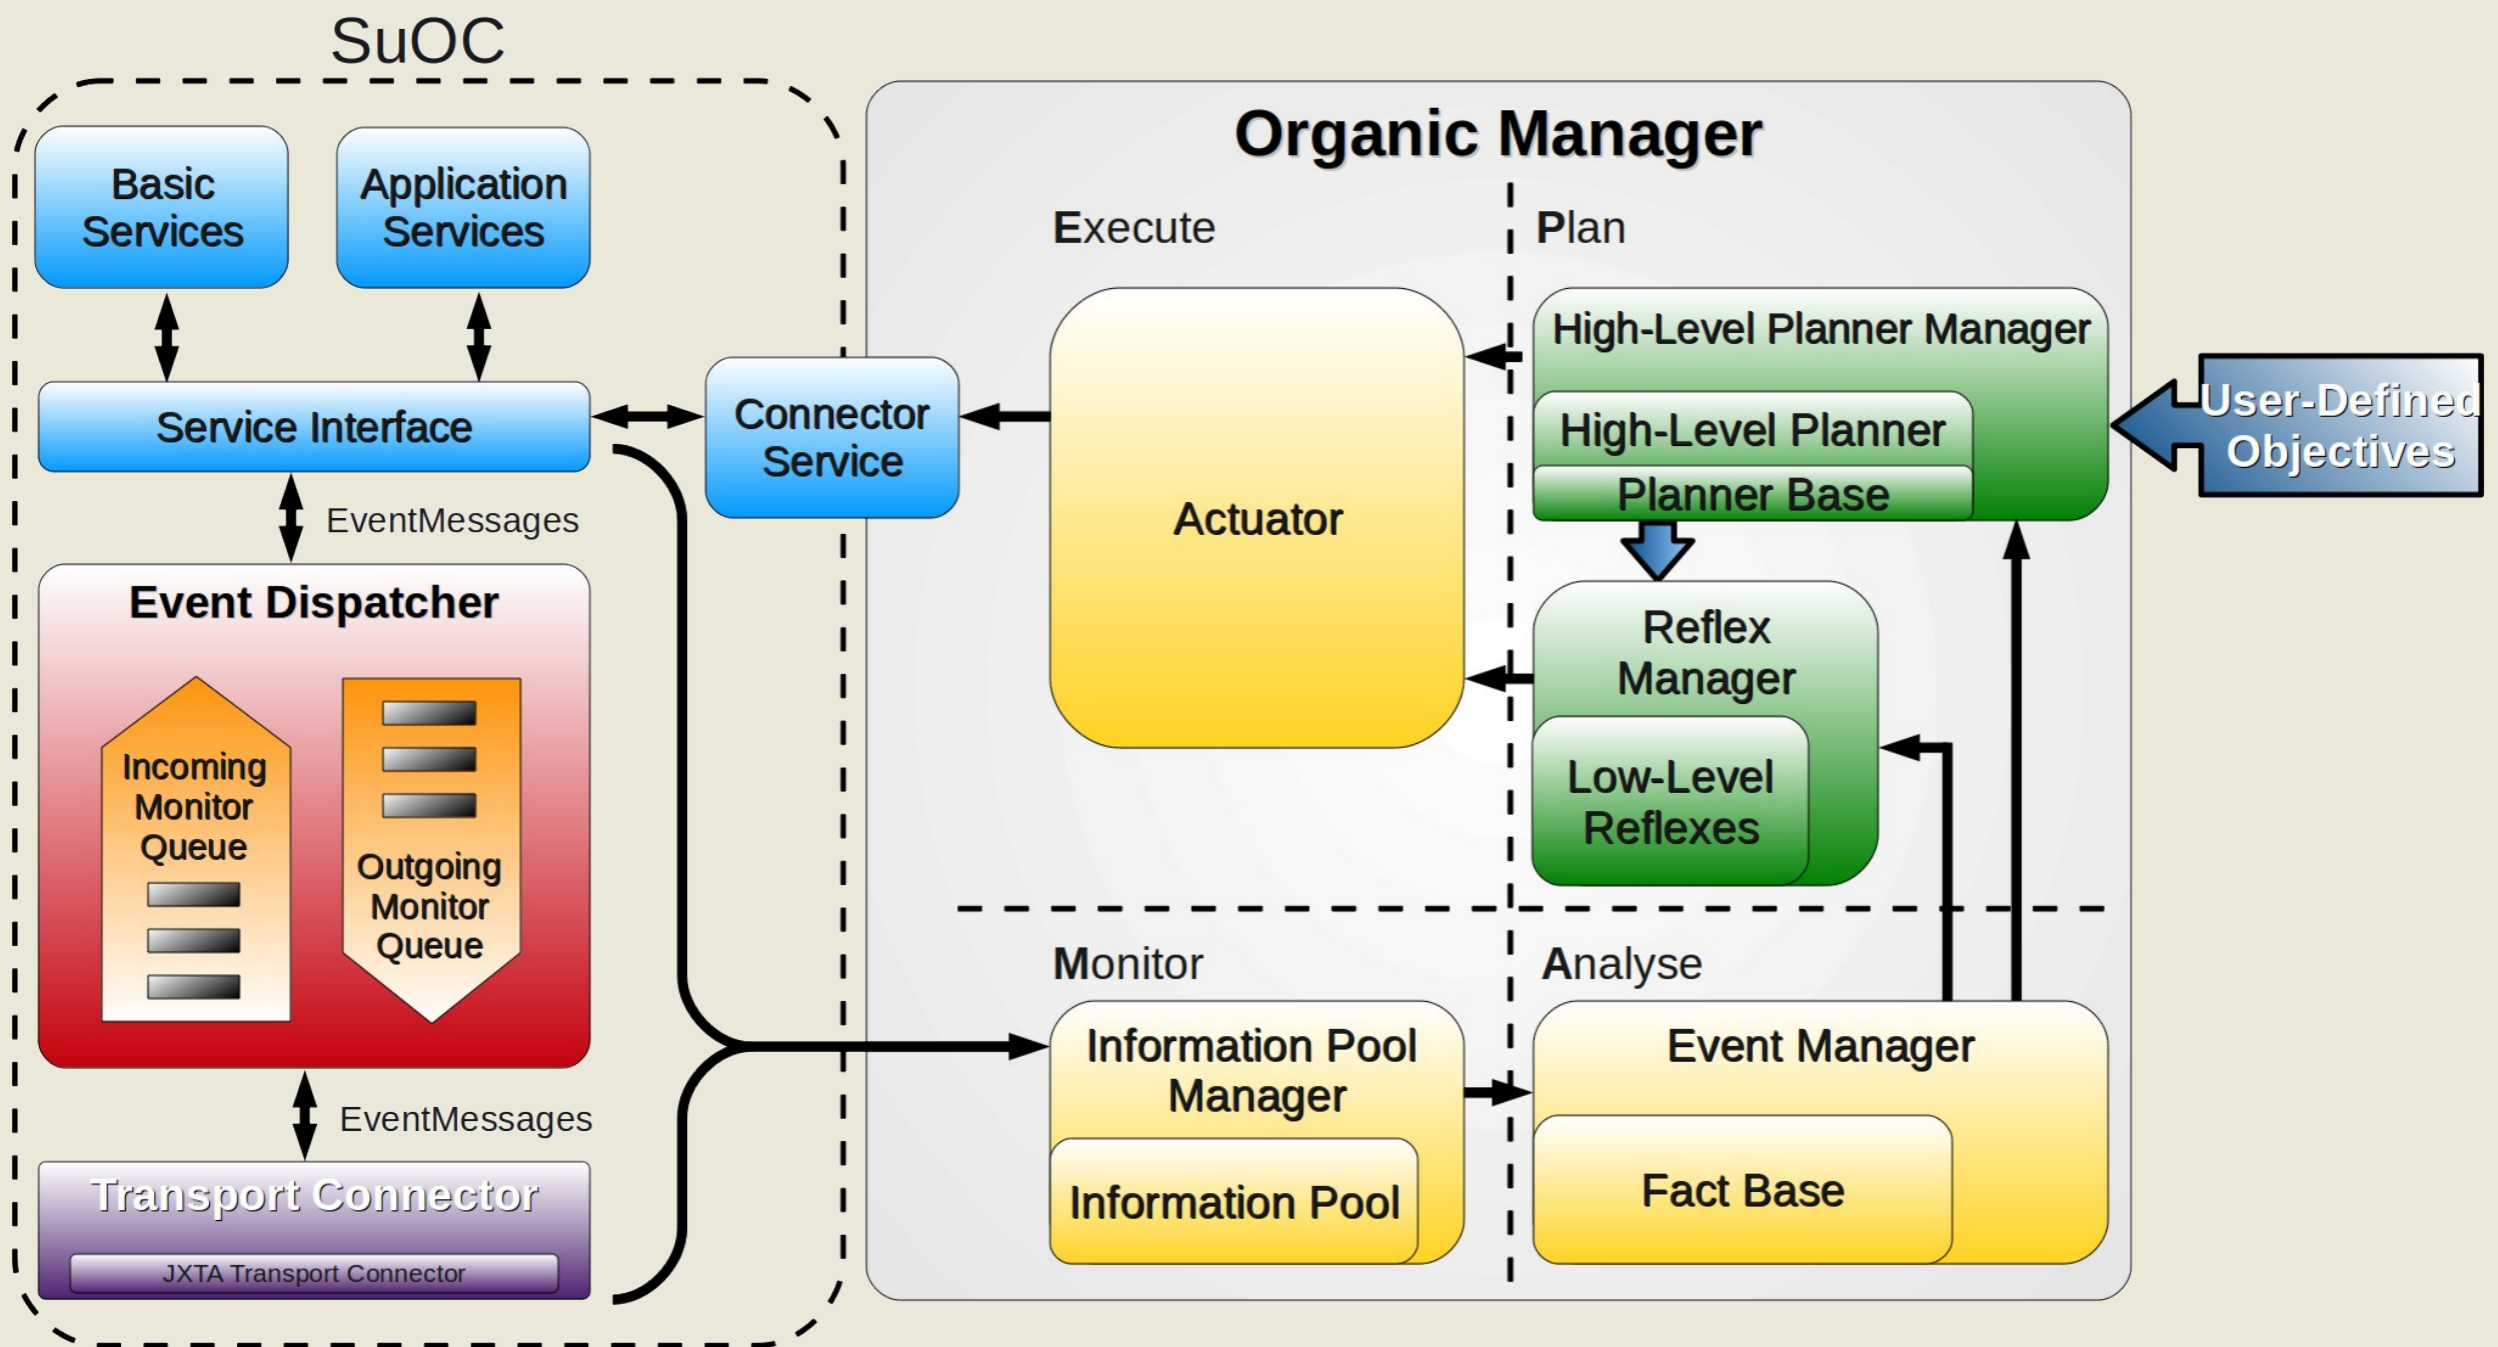 SuOC
Basic
Services
Application
Services
Service Interface
EventMessages
Event Dispatcher
Incoming
Monitor
Queue
Outgoing
Monitor
Queue
EventMessages
Transport Connector
JXTA Transport Connector
Connector
Service
Organic Manager
Execute
Plan
Actuator
High-Level Planner Manager
High-Level Planner
Planner Base
User-Defined
Objectives
Reflex
Manager
Low-Level
Reflexes
Monitor
Analyse
Information Pool
Manager
Information Pool
Event Manager
Fact Base